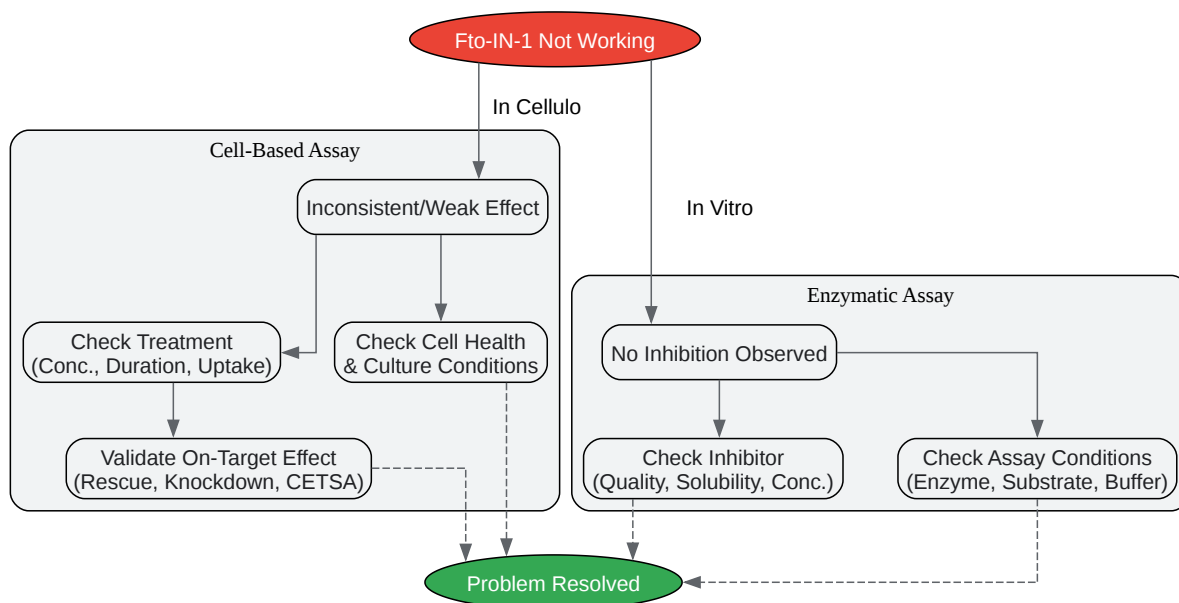 Fto-IN-1 Not Working
In Cellulo
Cell-Based Assay
Inconsistent/Weak Effect
In Vitro
Enzymatic Assay
Check Treatment
(Conc., Duration, Uptake)
Check Cell Health
& Culture Conditions
No Inhibition Observed
Validate On-Target Effect
(Rescue, Knockdown, CETSA)
Check Inhibitor
(Quality, Solubility, Conc.)
Check Assay Conditions
(Enzyme, Substrate, Buffer)
Problem Resolved